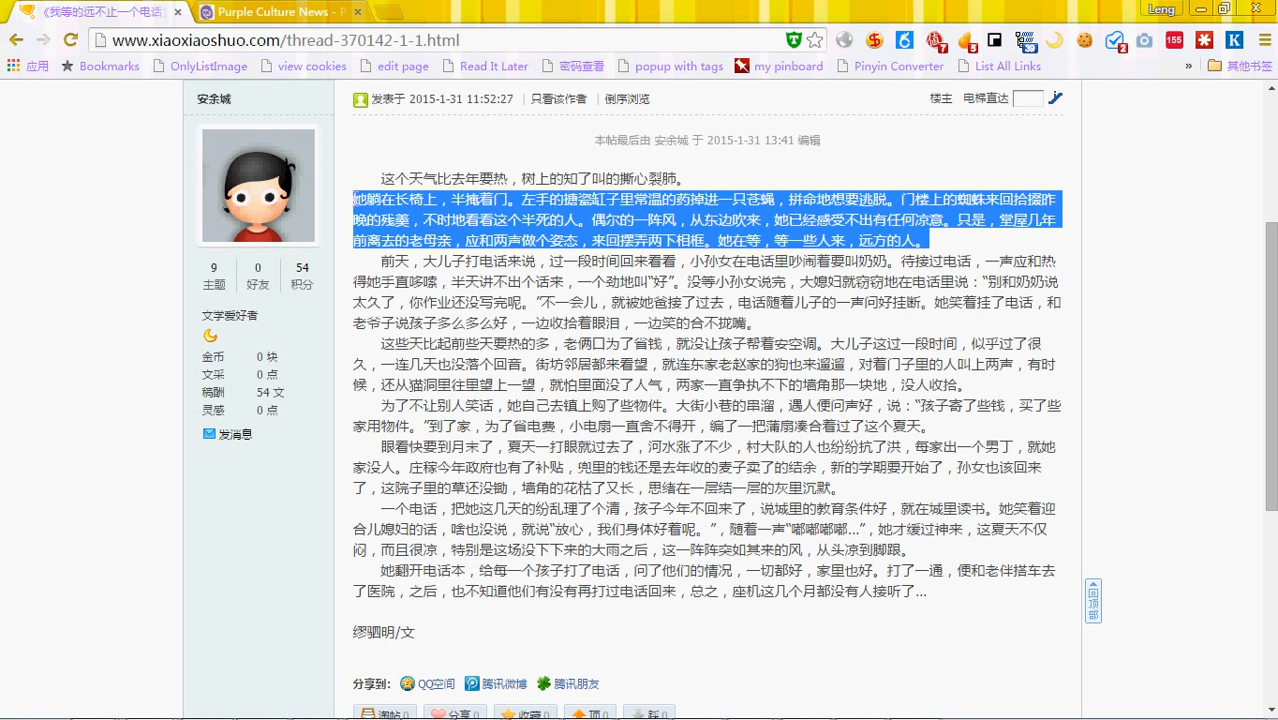 《我等的远不止一个电话
Purple Culture News - P
Leng
www.xiaoxiaoshuo.com/thread-370142-1-1.html
7
5
39
2
155
K
应用
Bookmarks
OnlyListImage
view cookies
edit page
Read It Later
密码查看
popup with tags
my pinboard
Pinyin Converter
List All Links
»
其他书签
安余城
发表于 2015-1-31 11:52:27
只看该作者
倒序浏览
楼主
电梯直达
本帖最后由 安余城 于 2015-1-31 13:41 编辑
9
0
54
主题
好友
积分
文学爱好者
金币 0 块
文采 0 点
稿酬 54 文
灵感 0 点
发消息
这个天气比去年要热，树上的知了叫的撕心裂肺。
她躺在长椅上，半掩着门。左手的搪瓷缸子里常温的药掉进一只苍蝇，拼命地想要逃脱。门楼上的蜘蛛来回拾掇昨
晚的残羹，不时地看看这个半死的人。偶尔的一阵风，从东边吹来，她已经感受不出有任何凉意。只是，堂屋几年
前离去的老母亲，应和两声做个姿态，来回摆弄两下相框。她在等，等一些人来，远方的人。
前天，大儿子打电话来说，过一段时间回来看看，小孙女在电话里吵闹着要叫奶奶。待接过电话，一声应和热
得她手直哆嗦，半天讲不出个话来，一个劲地叫“好”。没等小孙女说完，大媳妇就窃窃地在电话里说：“别和奶奶说
太久了，你作业还没写完呢。”不一会儿，就被她爸接了过去，电话随着儿子的一声问好挂断。她笑着挂了电话，和
老爷子说孩子多么多么好，一边收拾着眼泪，一边笑的合不拢嘴。
这些天比起前些天要热的多，老俩口为了省钱，就没让孩子帮着安空调。大儿子这过一段时间，似乎过了很
久，一连几天也没落个回音。街坊邻居都来看望，就连东家老赵家的狗也来遛遛，对着门子里的人叫上两声，有时
候，还从猫洞里往里望上一望，就怕里面没了人气，两家一直争执不下的墙角那一块地，没人收拾。
为了不让别人笑话，她自己去镇上购了些物件。大街小巷的串溜，遇人便问声好，说：“孩子寄了些钱，买了些
家用物件。”到了家，为了省电费，小电扇一直舍不得开，编了一把蒲扇凑合着过了这个夏天。
眼看快要到月末了，夏天一打眼就过去了，河水涨了不少，村大队的人也纷纷抗了洪，每家出一个男丁，就她
家没人。庄稼今年政府也有了补贴，兜里的钱还是去年收的麦子卖了的结余，新的学期要开始了，孙女也该回来
了，这院子里的草还没锄，墙角的花枯了又长，思绪在一层结一层的灰里沉默。
一个电话，把她这几天的纷乱理了个清，孩子今年不回来了，说城里的教育条件好，就在城里读书。她笑着迎
合儿媳妇的话，啥也没说，就说“放心，我们身体好着呢。”，随着一声“嘟嘟嘟嘟…”，她才缓过神来，这夏天不仅
闷，而且很凉，特别是这场没下下来的大雨之后，这一阵阵突如其来的风，从头凉到脚跟。
她翻开电话本，给每一个孩子打了电话，问了他们的情况，一切都好，家里也好。打了一通，便和老伴搭车去
了医院，之后，也不知道他们有没有再打过电话回来，总之，座机这几个月都没有人接听了…
缪驷明/文
回顶部
分享到：
QQ空间
腾讯微博
腾讯朋友
淘帖 0
分享 0
收藏 0
顶 0
踩 0